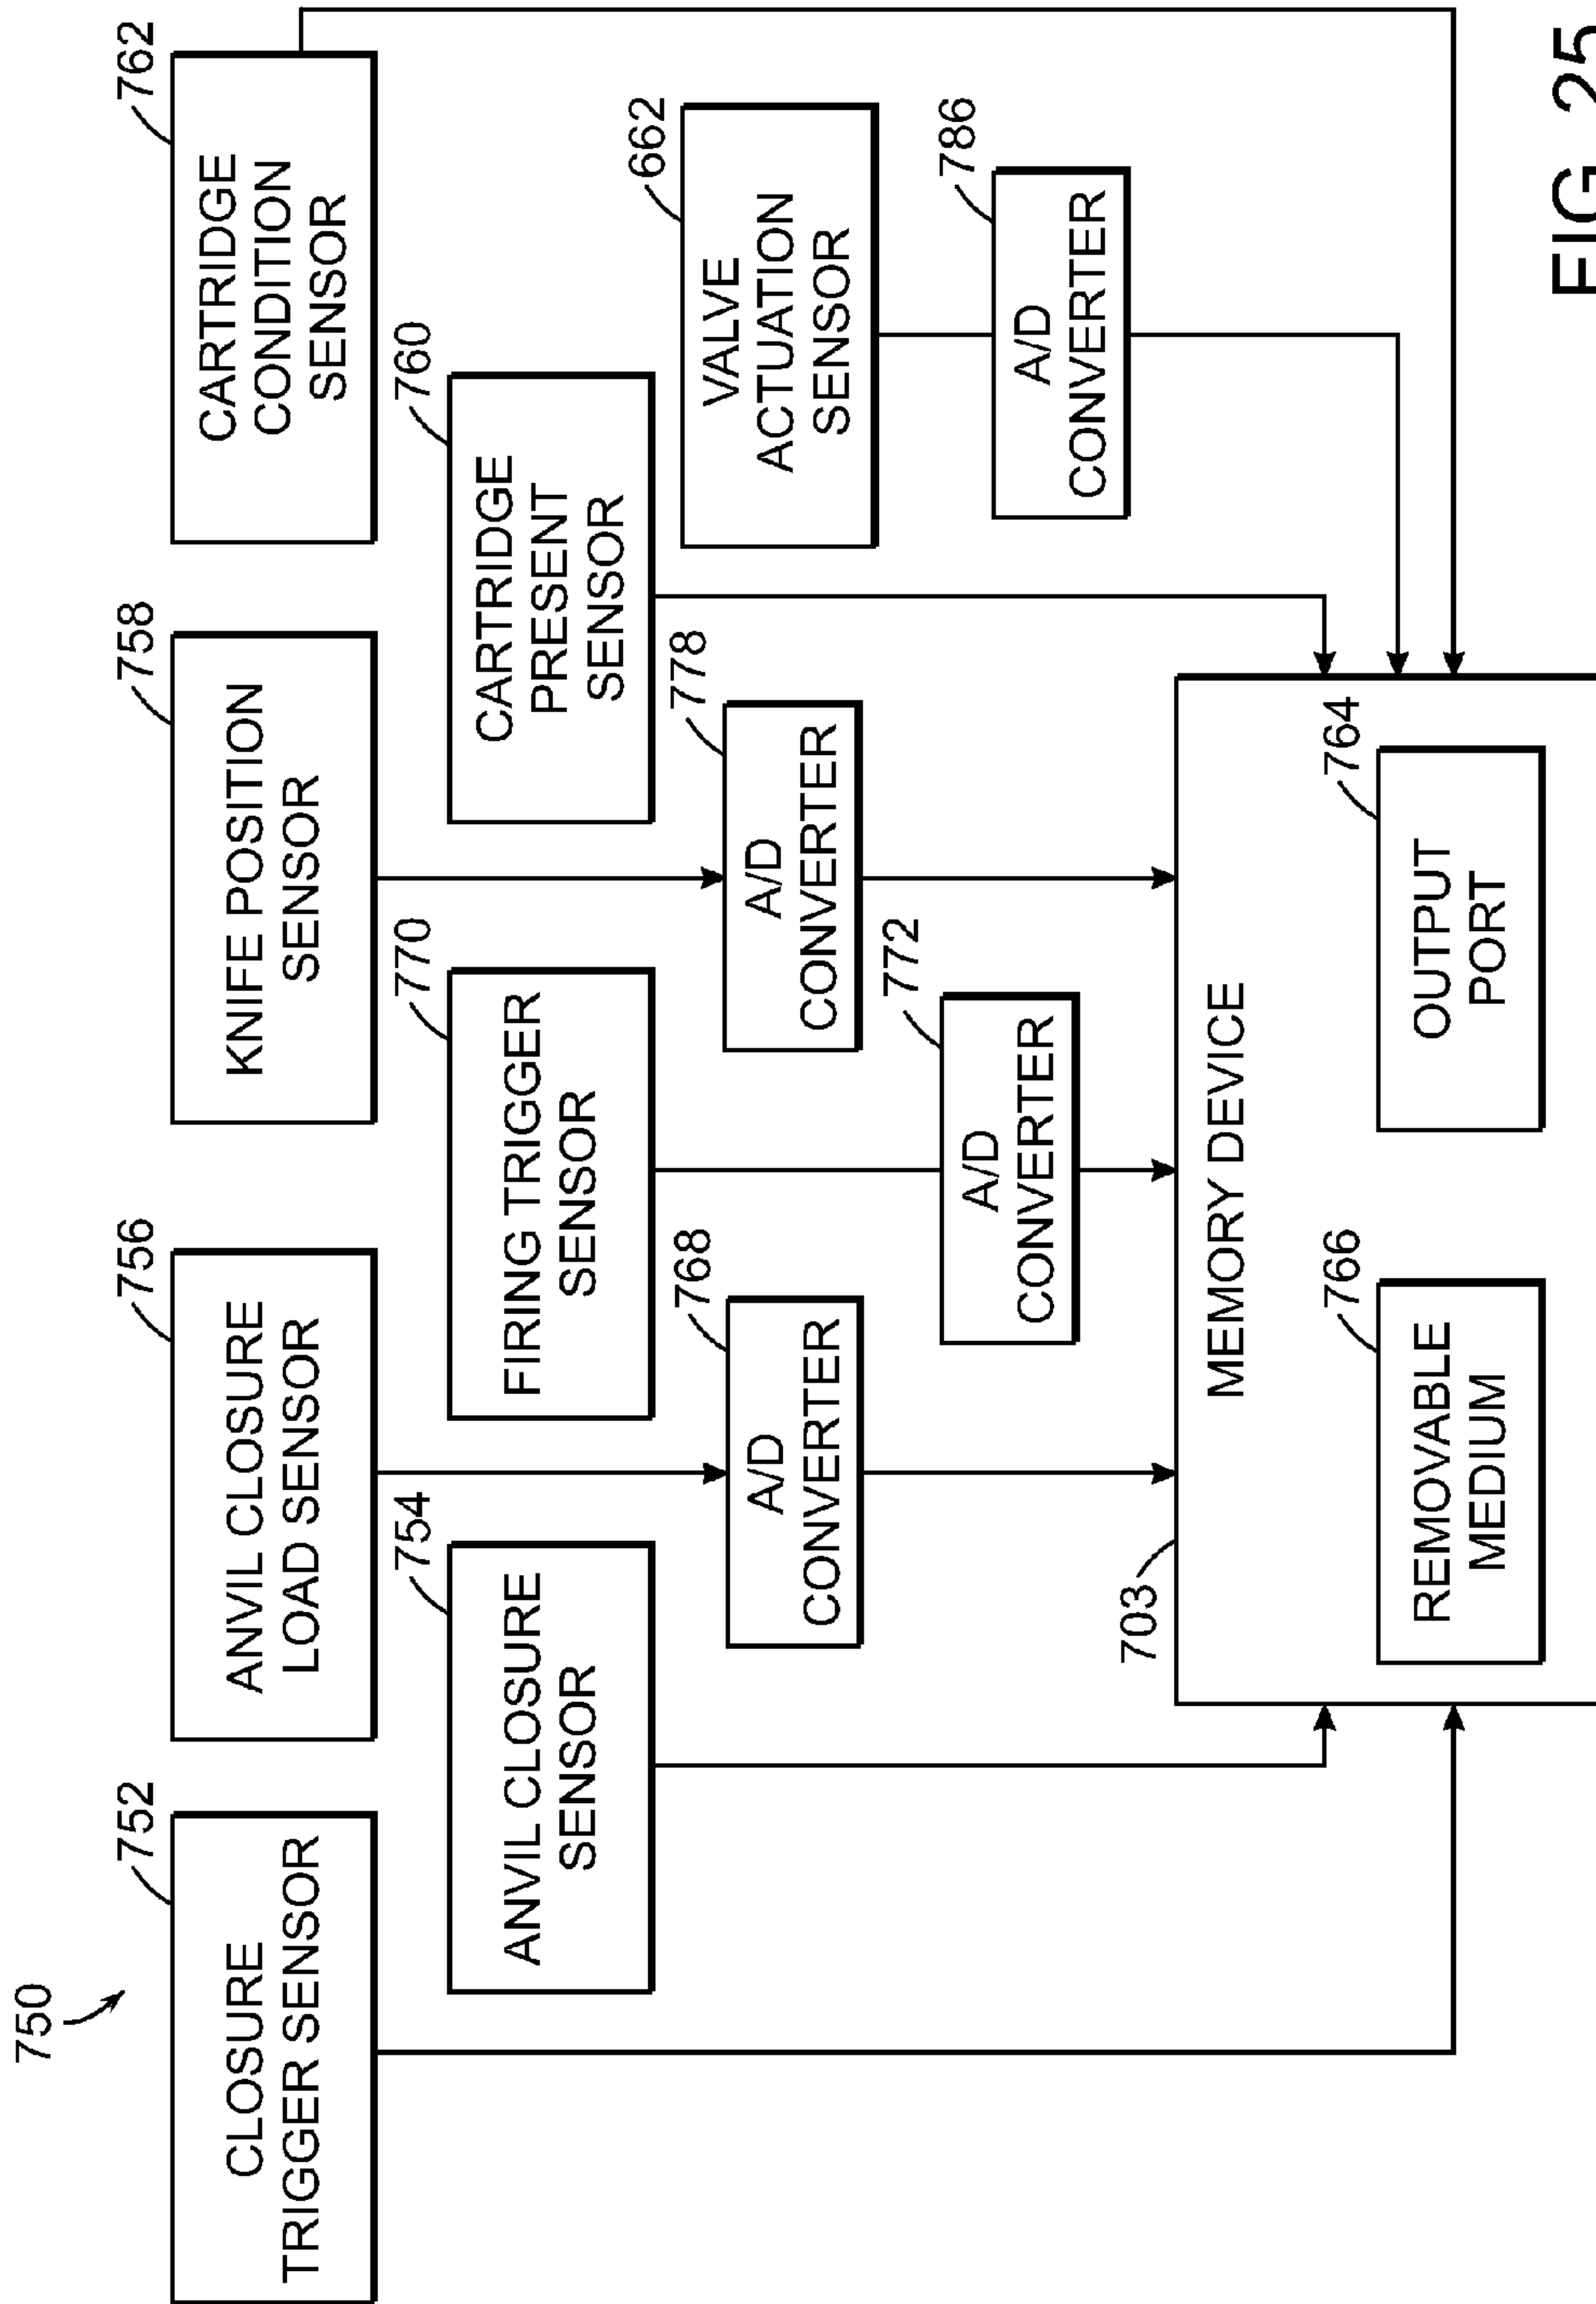 750
752
CLOSURE
TRIGGER SENSOR
756
ANVIL CLOSURE
LOAD SENSOR
758
KNIFE POSITION
SENSOR
762
CARTRIDGE
CONDITION
SENSOR
754
ANVIL CLOSURE
SENSOR
770
FIRING TRIGGER
SENSOR
760
CARTRIDGE
PRESENT
SENSOR
662
VALVE
ACTUATION
SENSOR
768
A/D
CONVERTER
778
A/D
CONVERTER
772
A/D
CONVERTER
786
A/D
CONVERTER
703
MEMORY DEVICE
766
REMOVABLE
MEDIUM
764
OUTPUT
PORT
FIG. 25